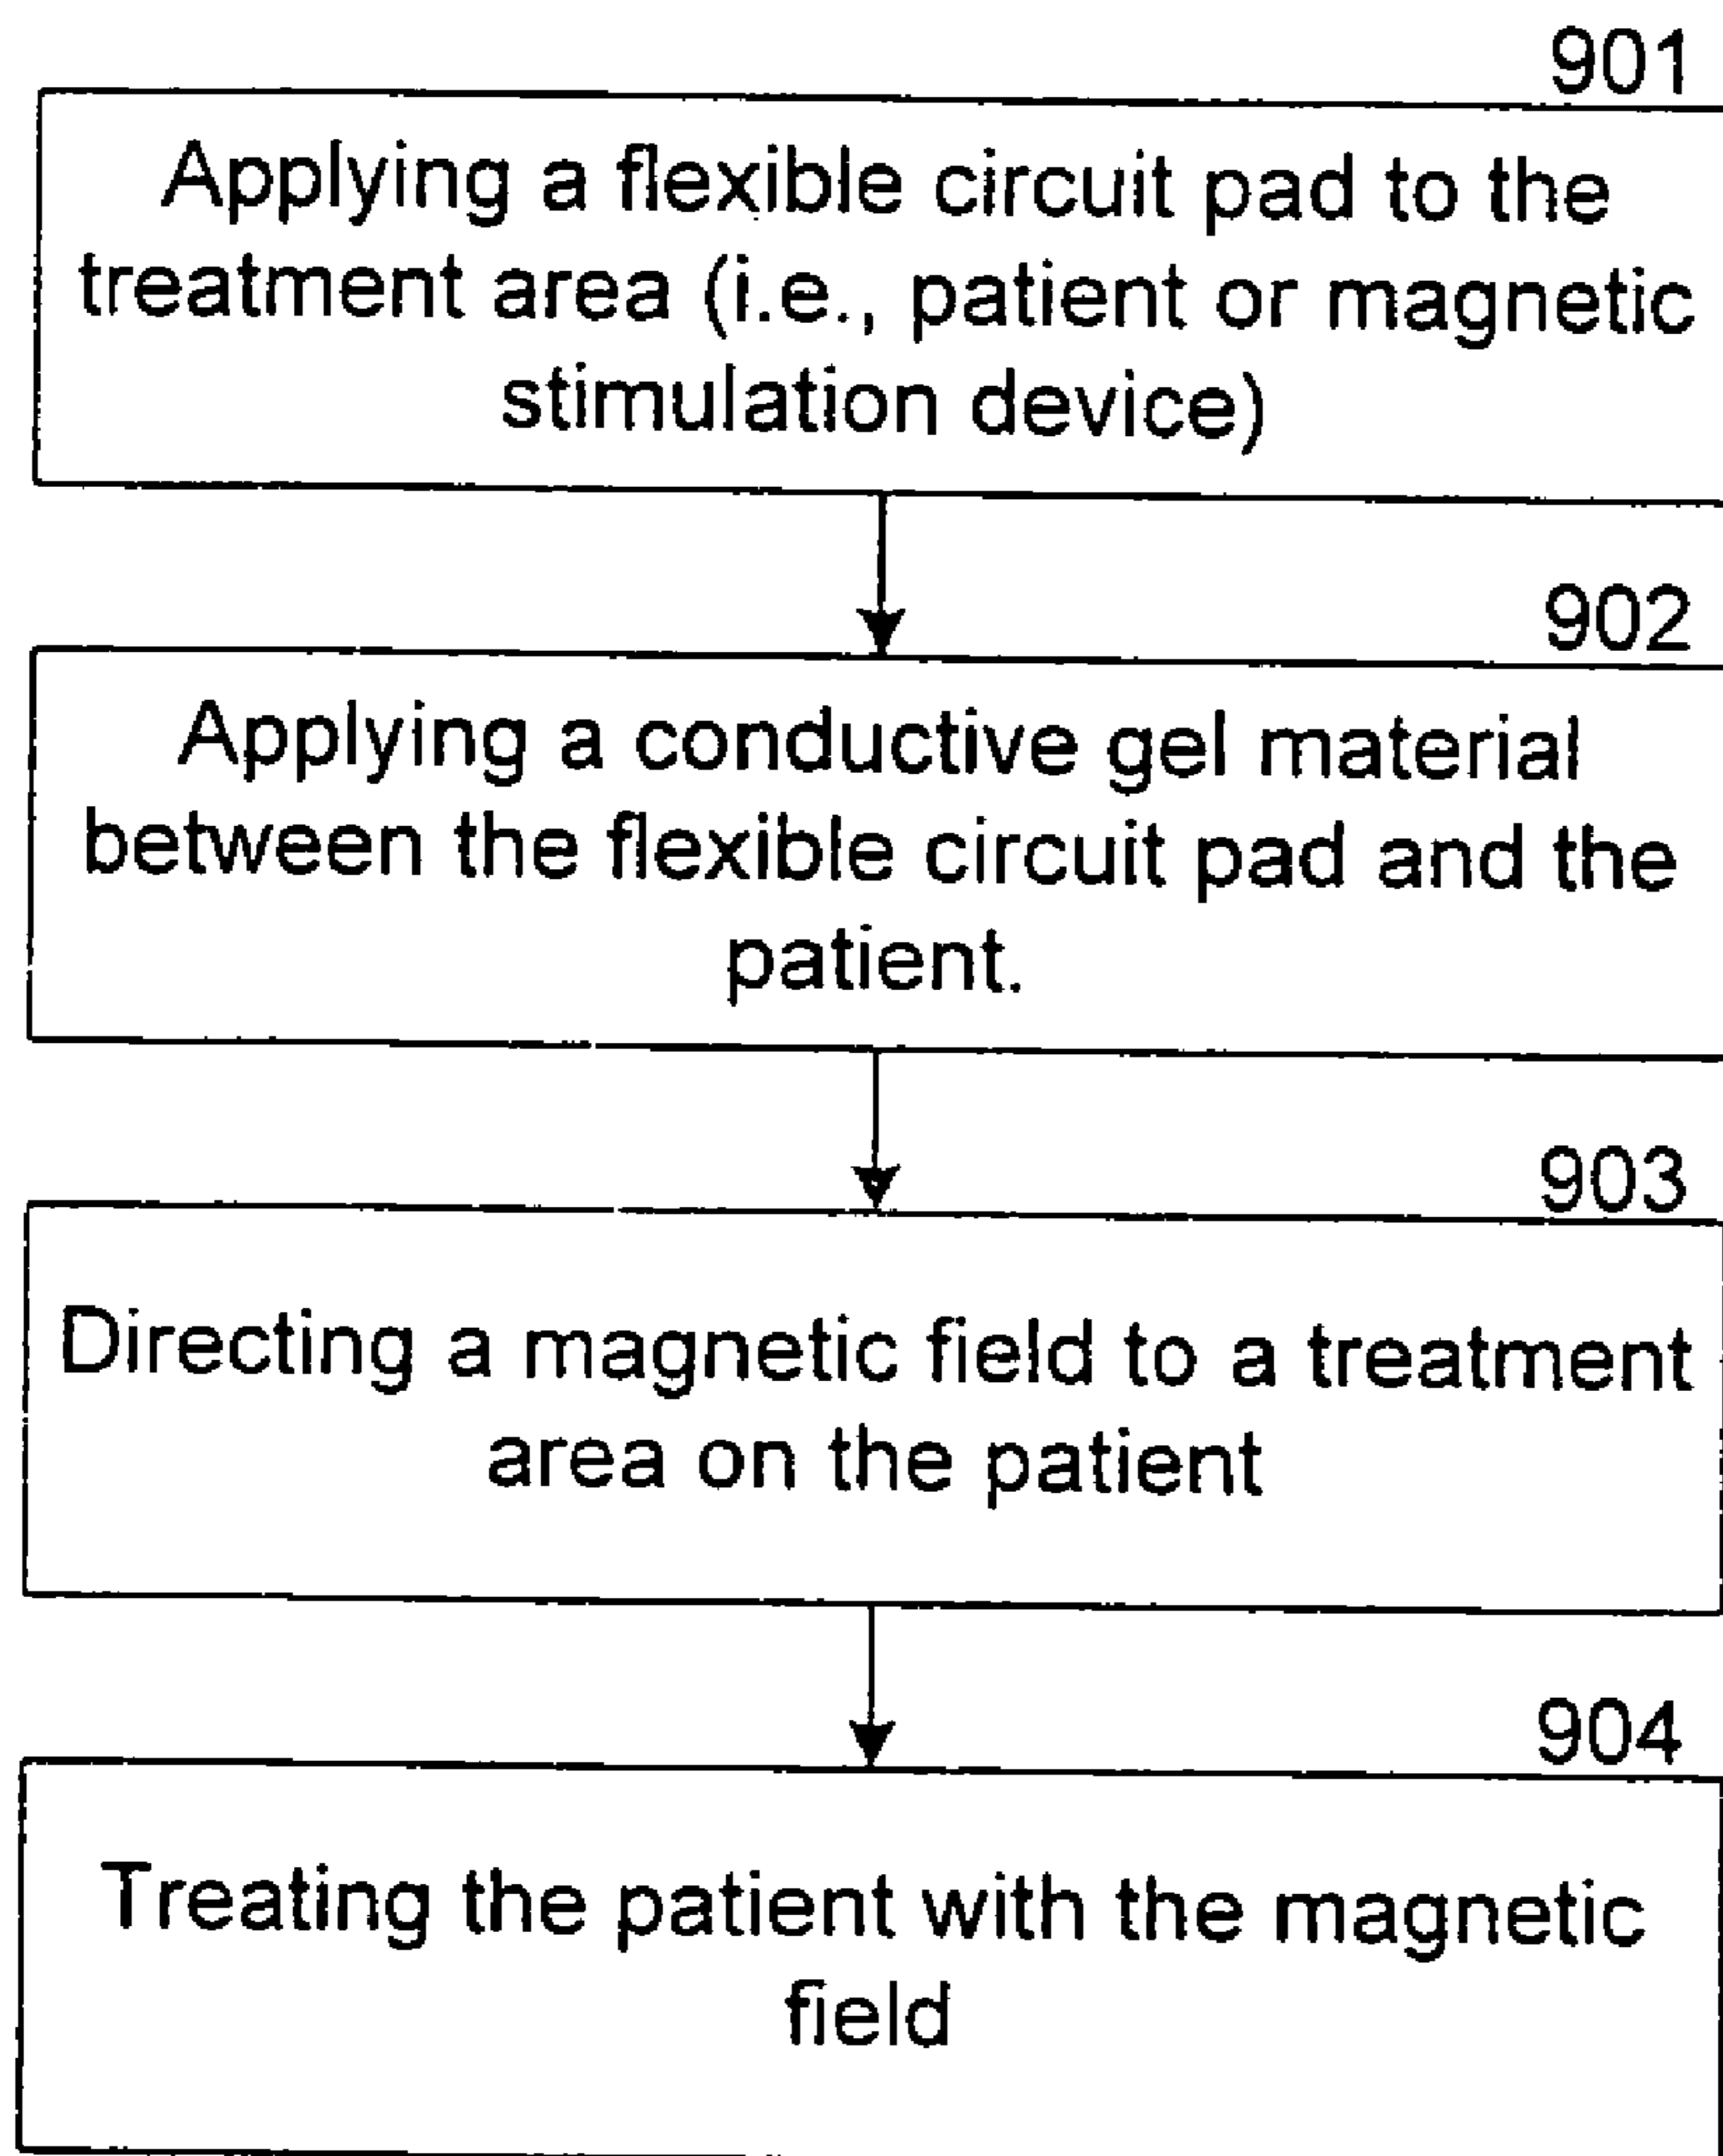 901
Applying a flexible circuit pad to the
treatment area (i.e., patient or magnetic
stimulation device)
902
Applying a conductive gel material
between the flexible circuit pad and the
patient.
903
Directing a magnetic field to a treatment
area on the patient
904
Treating the patient with the magnetic
field